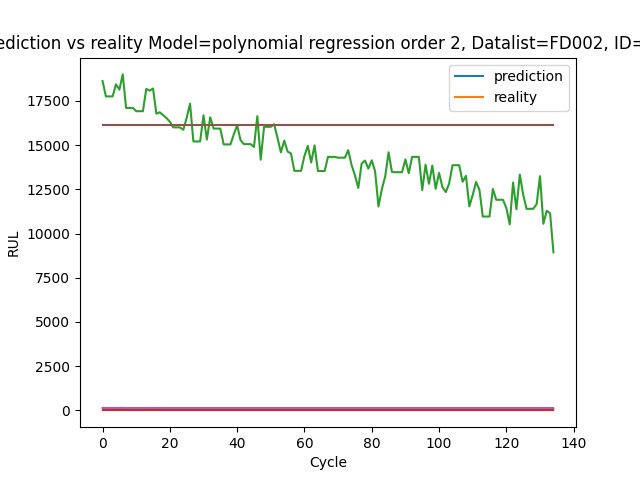 ediction vs reality Model=polynomial regression order 2, Datalist=FD002, ID=
prediction
reality
17500
15000
12500
10000
7500
5000
2500
0
RUL
0 20 40 60 80 100 120 140
Cycle